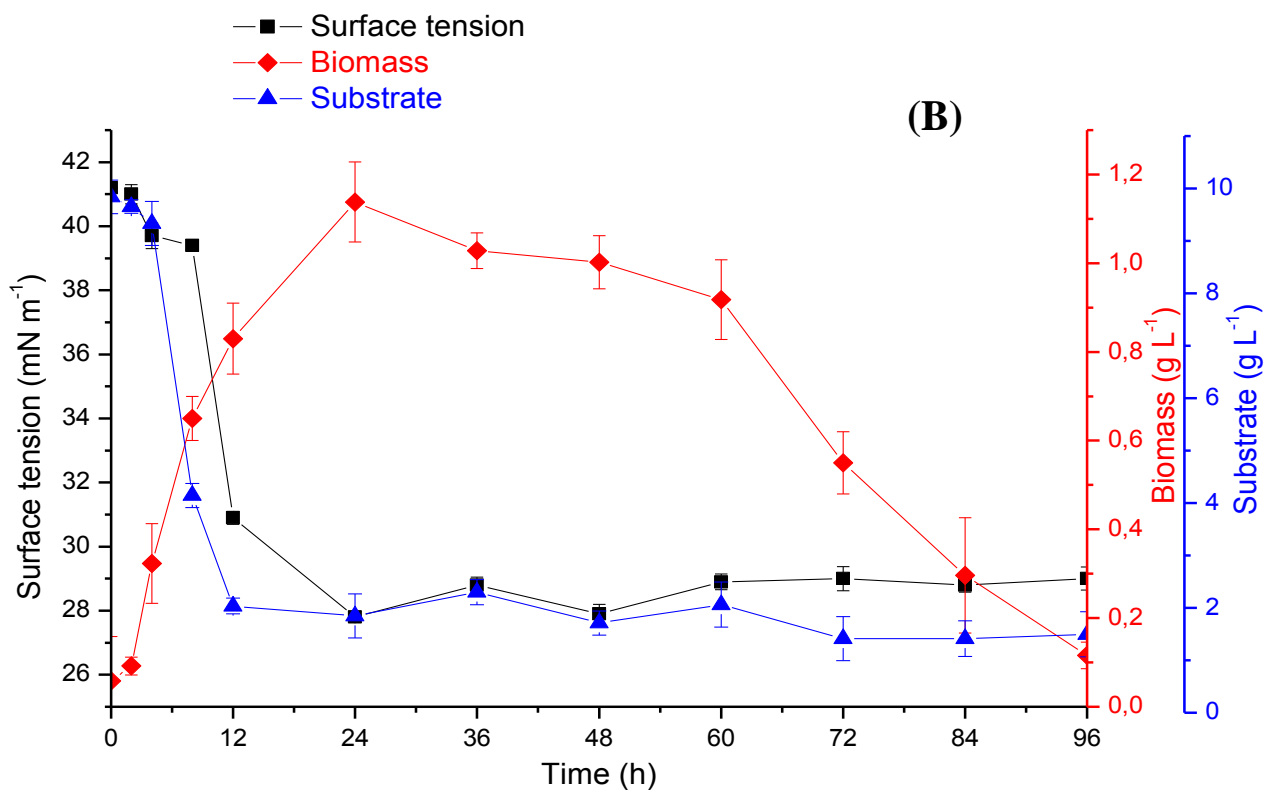 Surface tension
Biomass
Substrate
(B)
42
40
38
36
34
32
30
28
26
Surface tension (mN m⁻¹)
1,2
1,0
0,8
0,6
0,4
0,2
0,0
Biomass (g L⁻¹)
10
8
6
4
2
0
Substrate (g L⁻¹)
0 12 24 36 48 60 72 84 96
Time (h)